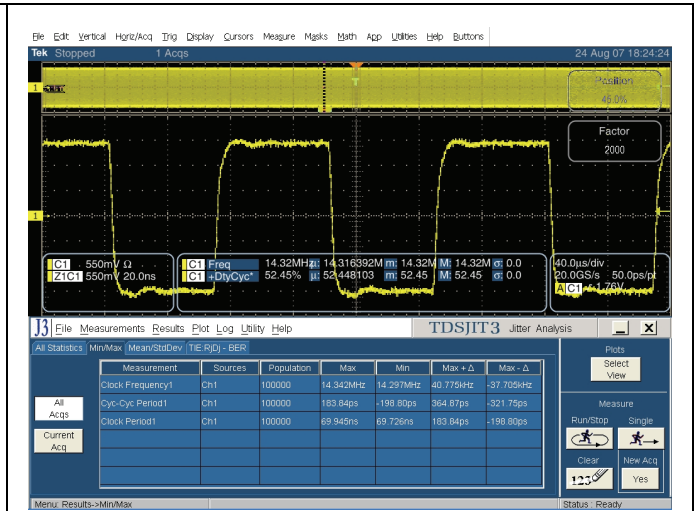 File Edit Vertical Horiz/Acq Trig Display Cursors Measure Masks Math App Utilities Help Buttons
Tek Stopped 1 Acqs 24 Aug 07 18:24:24
Position
45.0%
1
T
Factor
2000
1
C1 550mV Ω
Z1C1 550mV 20.0ns
C1 Freq 14.32MHz μ: 14.316392M m: 14.32M M: 14.32M σ: 0.0
C1 +DtyCyc* 52.45% μ: 52.448103 m: 52.45 M: 52.45 σ: 0.0
40.0μs/div
20.0GS/s 50.0ps/pt
A C1 1.76V
J3 File Measurements Results Plot Log Utility Help TDSJIT3 Jitter Analysis
All Statistics Min/Max Mean/StdDev TIE:RjDj - BER
Measurement Sources Population Max Min Max + Δ Max - Δ
Clock Frequency1 Ch1 100000 14.342MHz 14.297MHz 40.775kHz -37.705kHz
Cyc-Cyc Period1 Ch1 100000 183.84ps -198.80ps 364.87ps -321.75ps
Clock Period1 Ch1 100000 69.945ns 69.726ns 183.84ps -198.80ps
All
Acqs
Current
Acq
Plots
Select
View
Measure
Run/Stop Single
Clear New Acq
Yes
Menu: Results->Min/Max Status : Ready